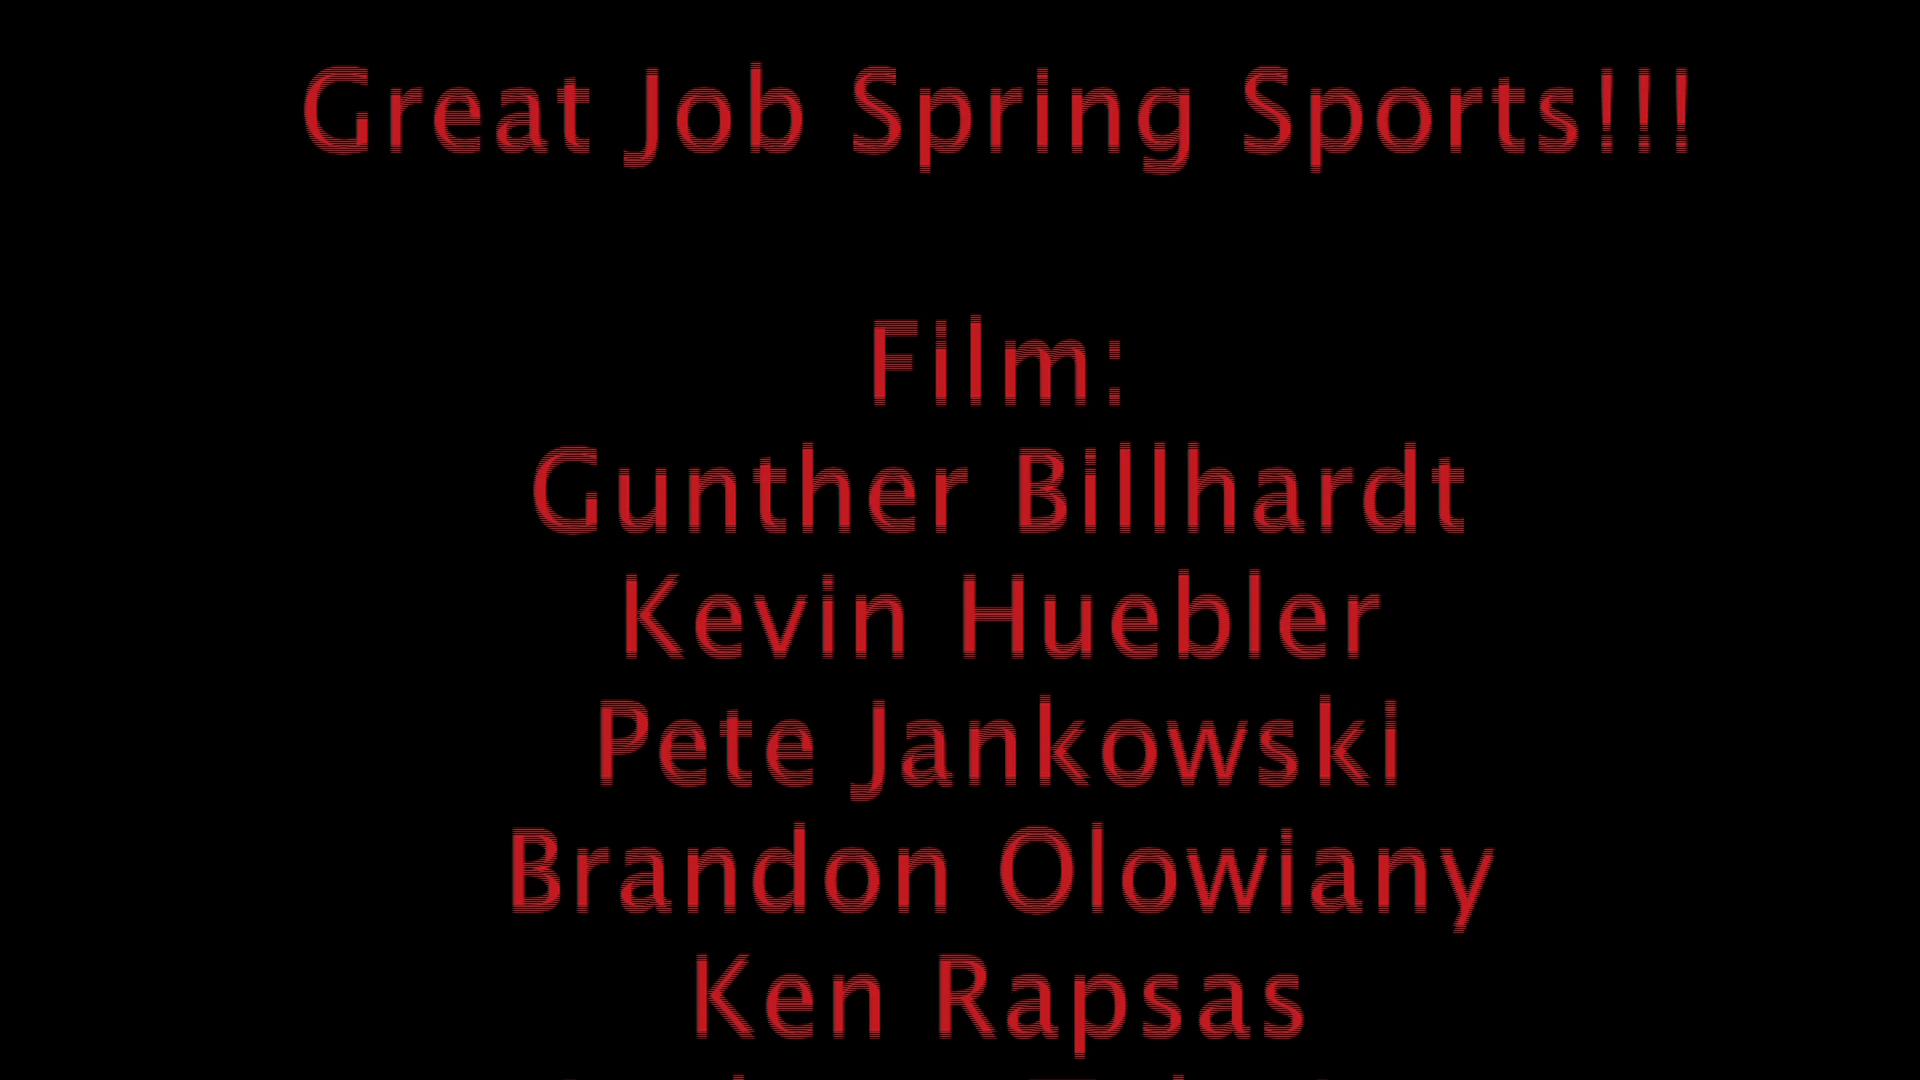 Great Job Spring Sports!!!
Film:
Gunther Billhardt
Kevin Huebler
Pete Jankowski
Brandon Olowiany
Ken Rapsas